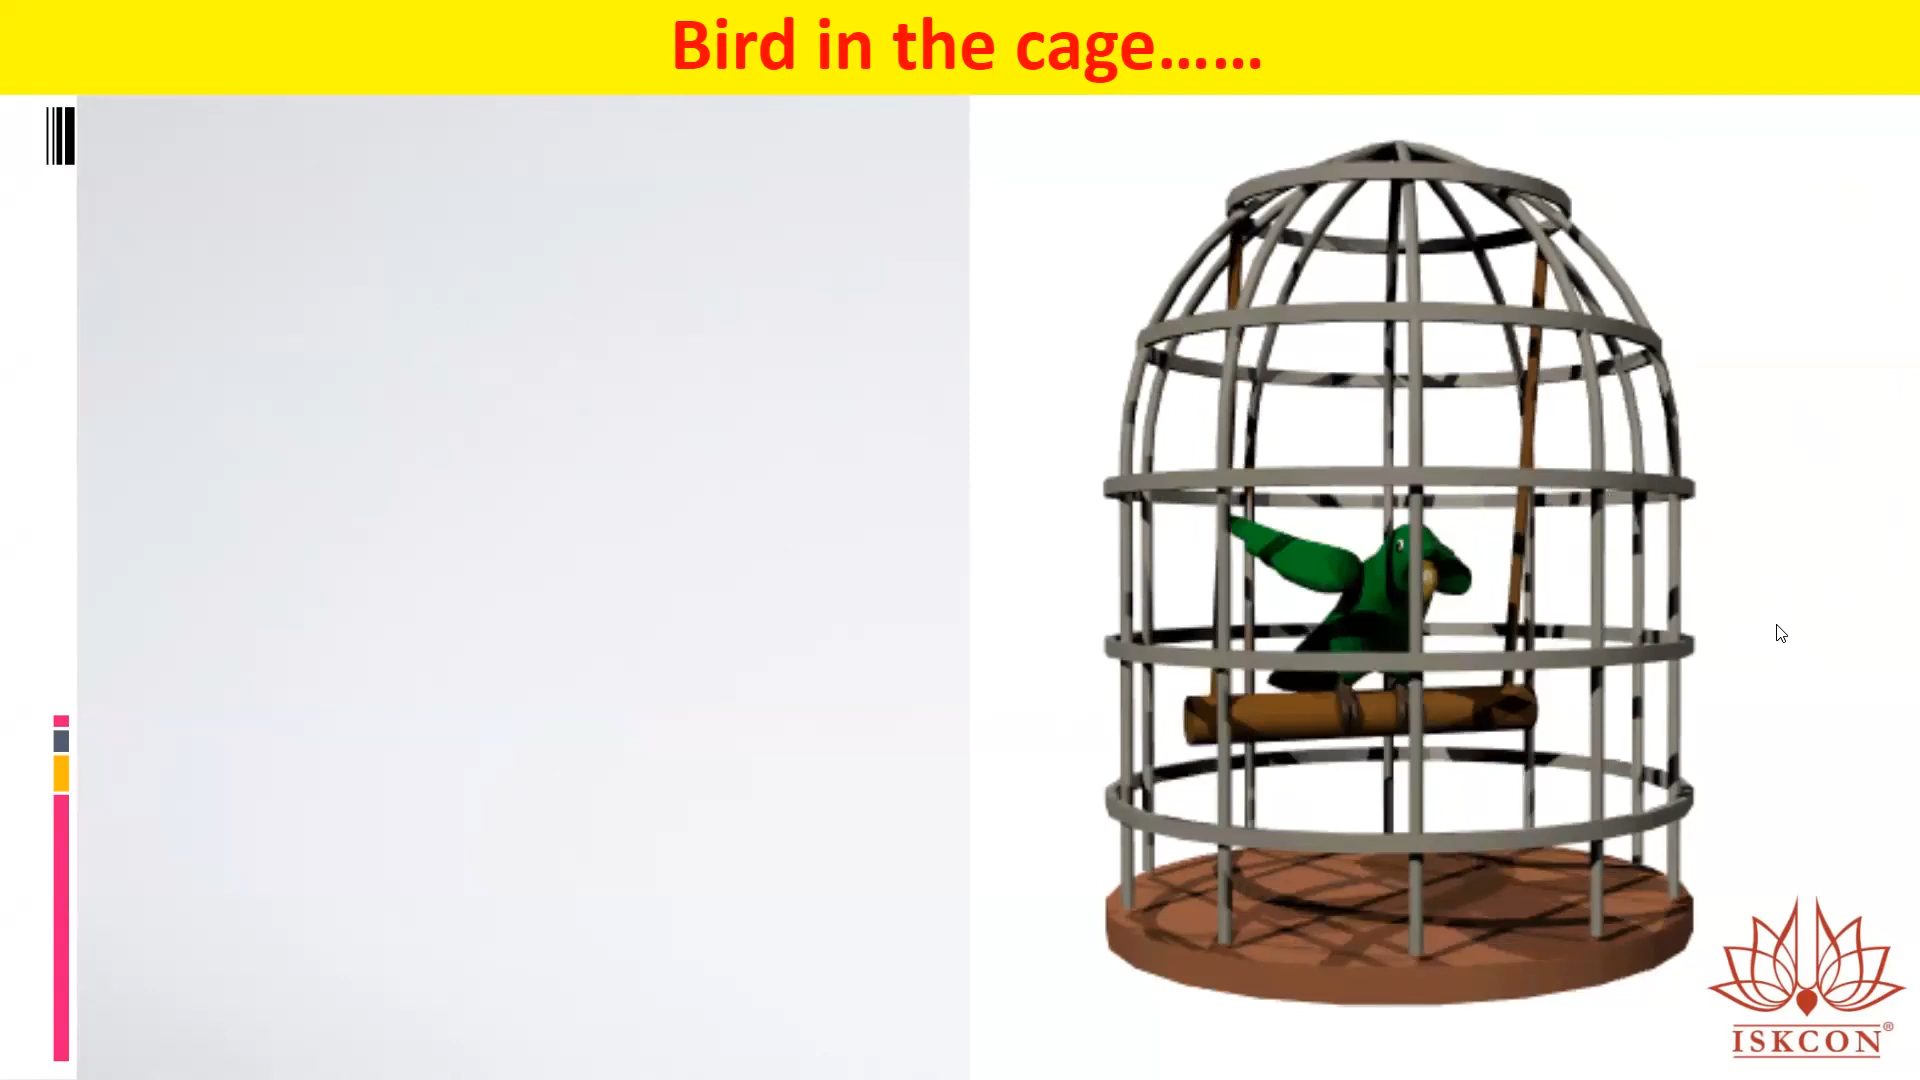 Bird in the cage......
ISKCON®